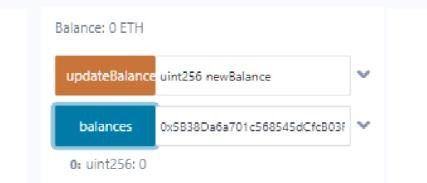 Balance: 0 ETH
updateBalance uint256 newBalance
balances 0x5B38Da6a701c568545dCfcB03F
0: uint256: 0